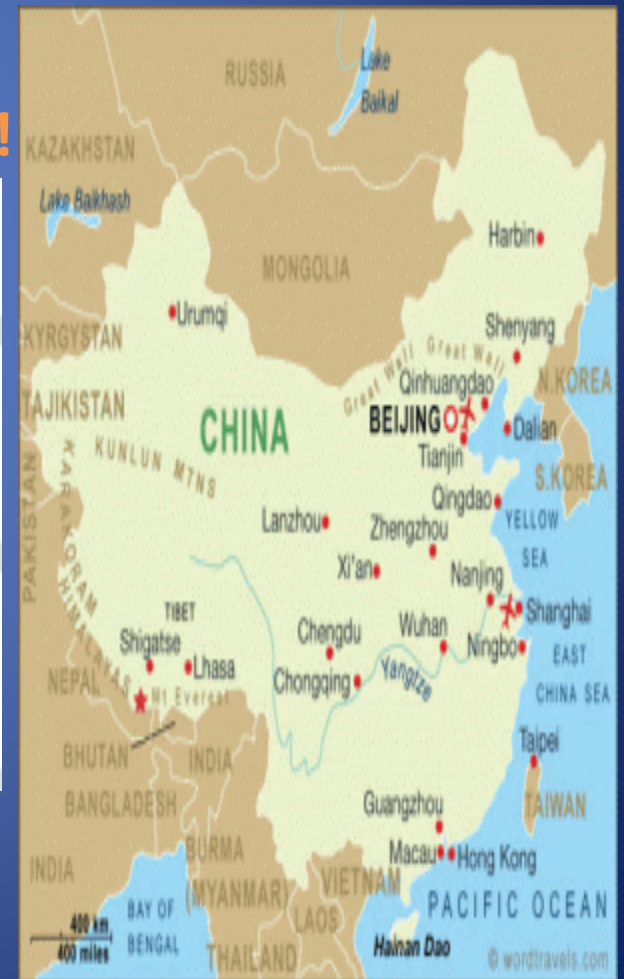 !
RUSSIA
Lake
Baikal
KAZAKHSTAN
Lake Balkhash
MONGOLIA
Harbin
Urumqi
KYRGYSTAN
Shenyang
Great Wall
Great Wall
Qinhuangdao
N.KOREA
TAJIKISTAN
CHINA
BEIJING
Dalian
KUNLUN MTNS
Tianjin
S.KOREA
PAKISTAN
KARAKORAM
Qingdao
YELLOW
SEA
Lanzhou
Zhengzhou
Xi'an
Nanjing
Shanghai
HIMALAYAS
TIBET
Shigatse
Lhasa
Chengdu
Wuhan
Ningbo
EAST
CHINA SEA
NEPAL
Mt Everest
Chongqing
Yangtze
BHUTAN
INDIA
Taipei
BANGLADESH
Guangzhou
TAIWAN
BURMA
(MYANMAR)
Macau
Hong Kong
INDIA
VIETNAM
LAOS
PACIFIC OCEAN
400 km
400 miles
BAY OF
BENGAL
THAILAND
Hainan Dao
© wordtravels.com